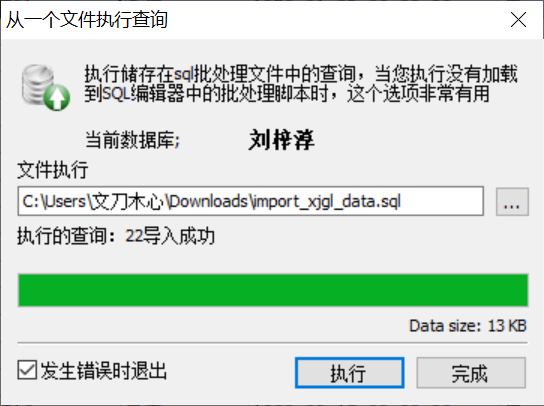 从一个文件执行查询
执行储存在sql批处理文件中的查询，当您执行没有加载
到SQL编辑器中的批处理脚本时，这个选项非常有用
当前数据库; 刘梓淳
文件执行
C:\Users\文刀木心\Downloads\import_xjgl_data.sql
...
执行的查询：22导入成功
Data size: 13 KB
发生错误时退出
执行
完成